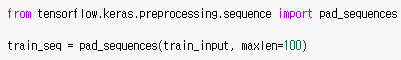 from tensorflow.keras.preprocessing.sequence import pad_sequences
train_seq = pad_sequences(train_input, maxlen=100)